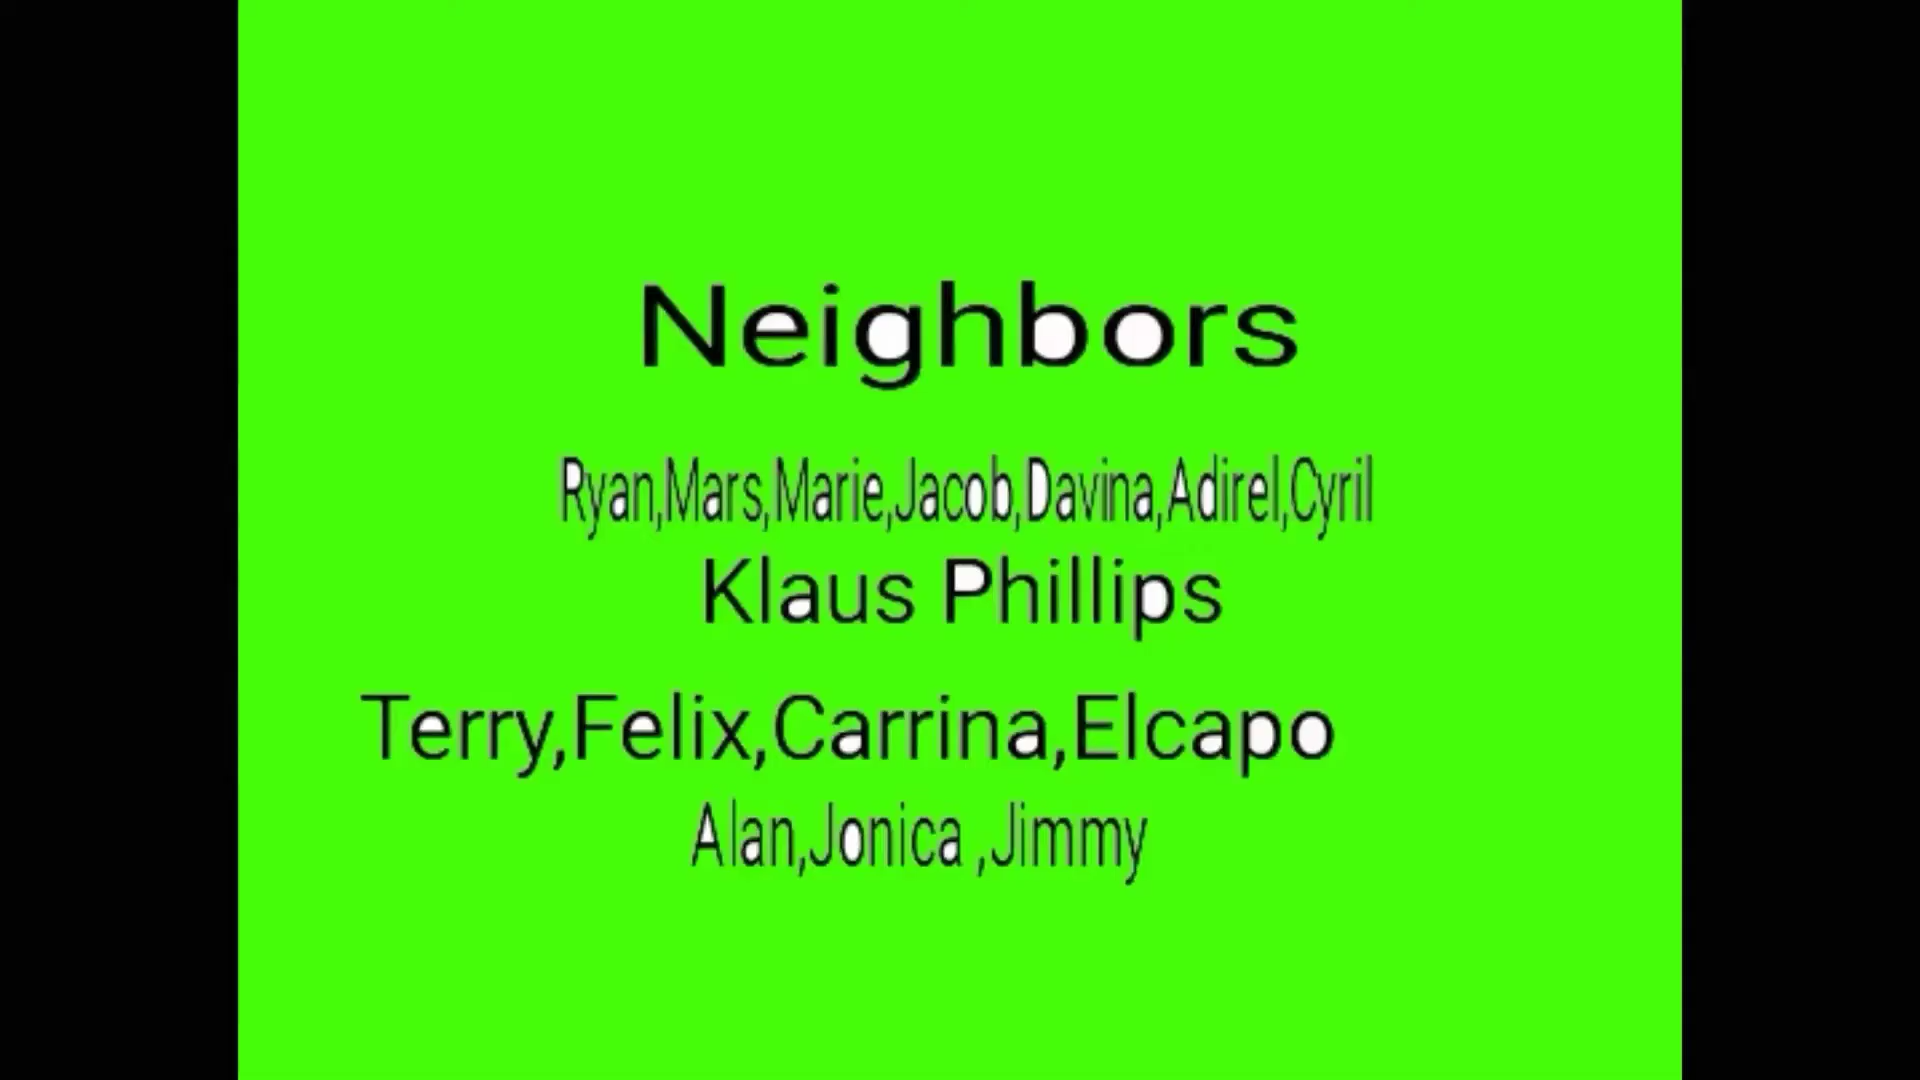 Neighbors
Ryan,Mars,Marie,Jacob,Davina,Adirel,Cyril
Klaus Phillips
Terry,Felix,Carrina,Elcapo
Alan,Jonica ,Jimmy